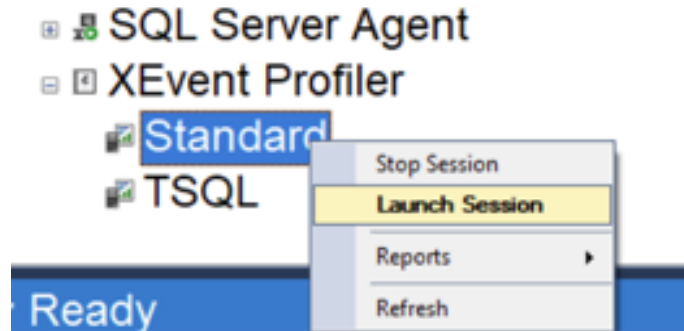 SQL Server Agent
XEvent Profiler
Standard
TSQL
Stop Session
Launch Session
Reports
Refresh
Ready